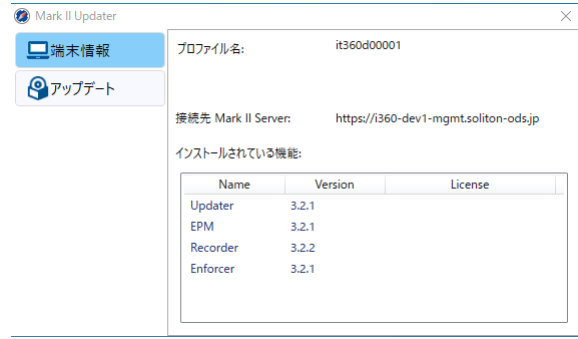 Mark II Updater
端末情報
アップデート
プロファイル名: it360d00001
接続先 Mark II Server: https://i360-dev1-mgmt.soliton-ods.jp
インストールされている機能:
Name Version License
Updater 3.2.1
EPM 3.2.1
Recorder 3.2.2
Enforcer 3.2.1